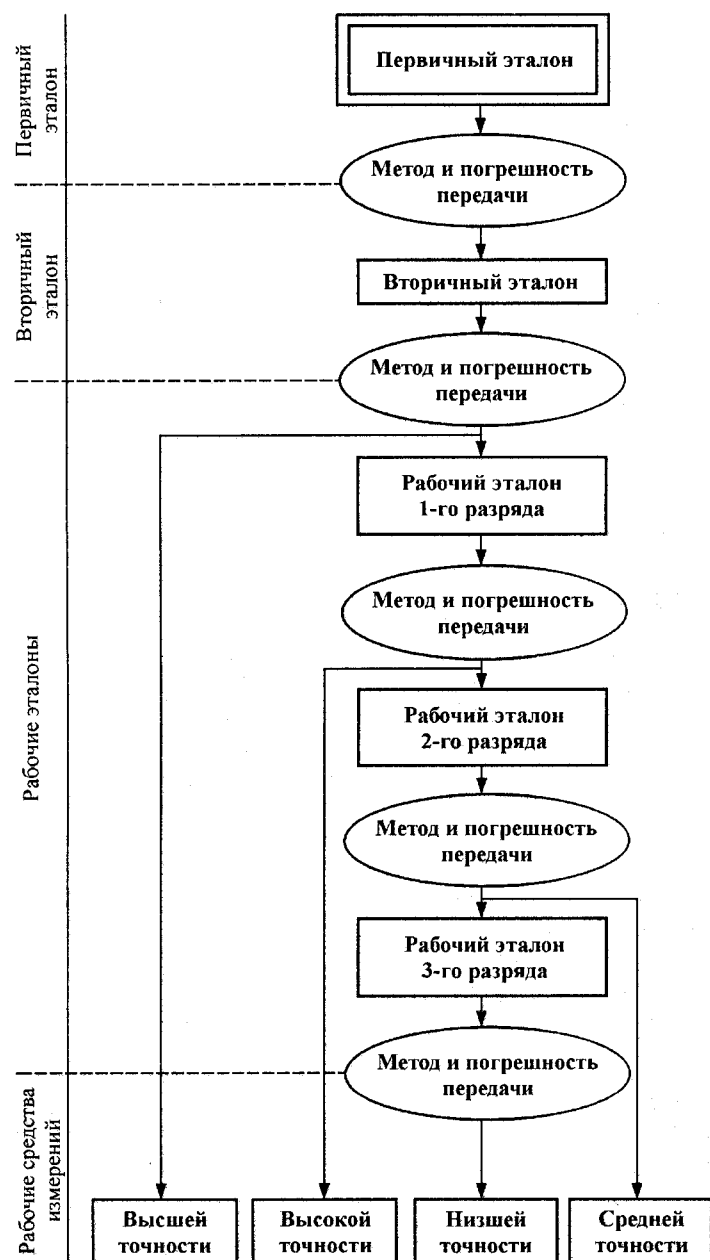 Первичный
эталон
Первичный эталон
Метод и погрешность
передачи
Вторичный
эталон
Вторичный эталон
Метод и погрешность
передачи
Рабочие эталоны
Рабочий эталон
1-го разряда
Метод и погрешность
передачи
Рабочий эталон
2-го разряда
Метод и погрешность
передачи
Рабочий эталон
3-го разряда
Метод и погрешность
передачи
Рабочие средства
измерений
Высшей
точности
Высокой
точности
Низшей
точности
Средней
точности